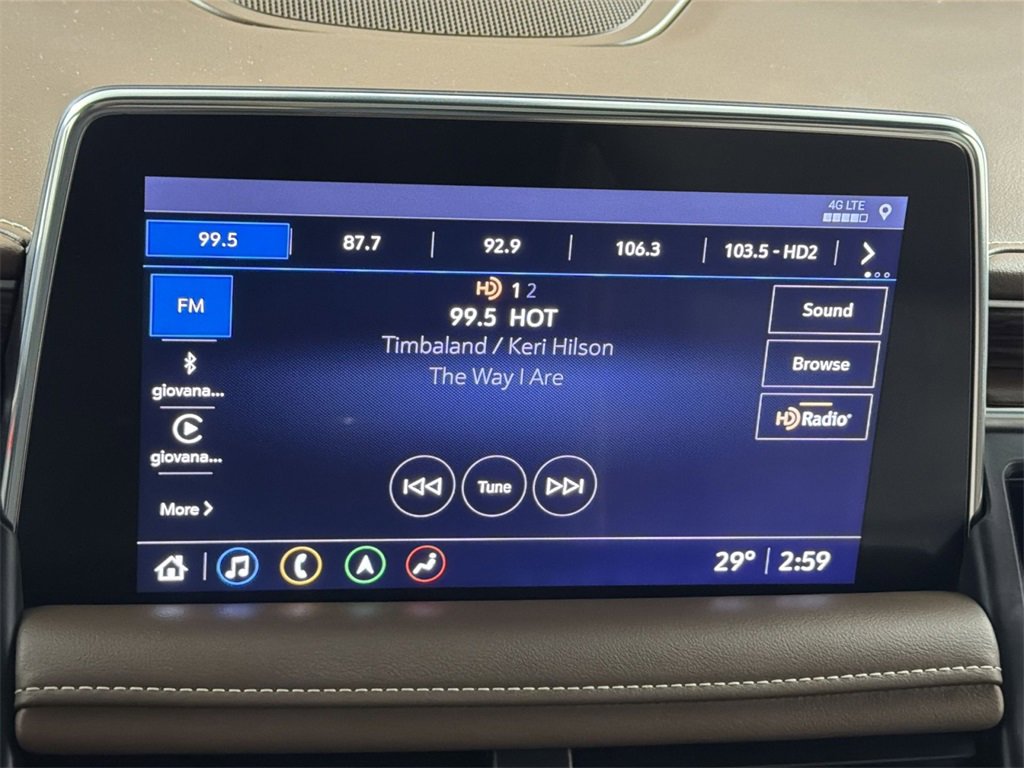 4G LTE
99.5 87.7 92.9 106.3 103.5 - HD2
FM
HD 1 2
99.5 HOT
Timbaland / Keri Hilson
The Way I Are
Sound
Browse
HD Radio
giovana...
giovana...
More
Tune
29° 2:59